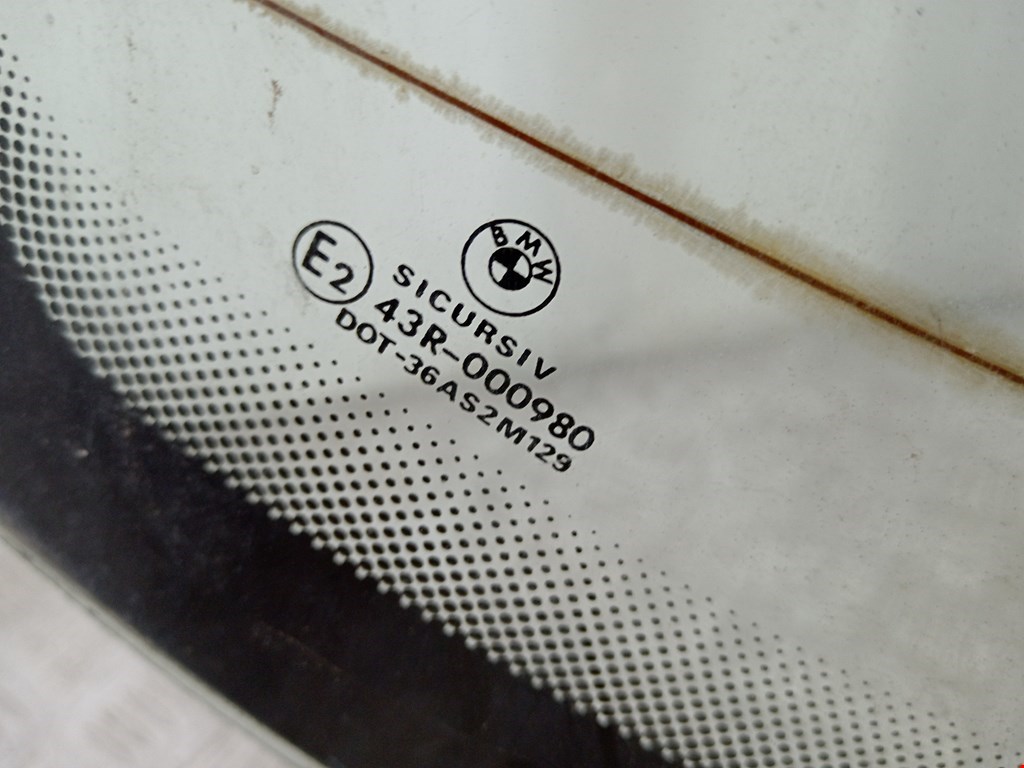 BMW
E2
SICURSIV
43R-000980
DOT-36AS2M129